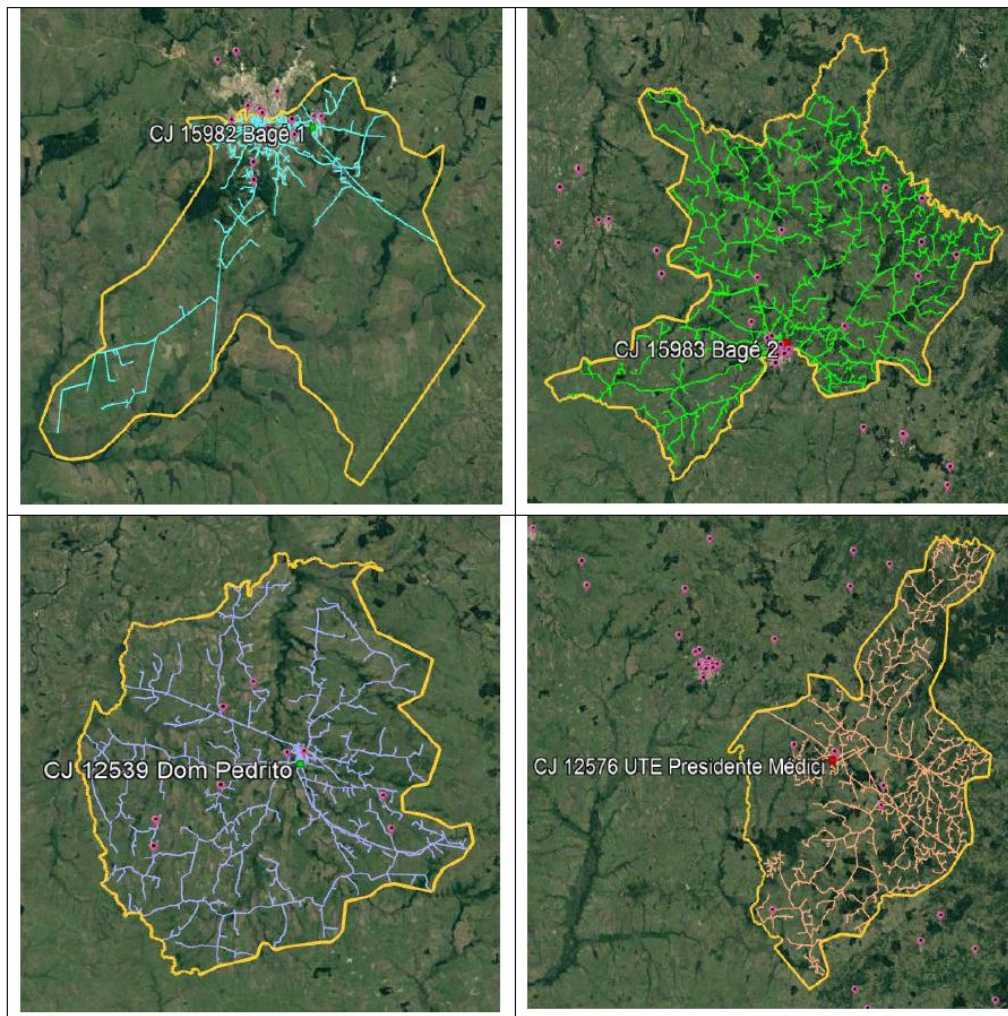 CJ 15982 Bagé 1
CJ 15983 Bagé 2
CJ 12539 Dom Pedrito
CJ 12576 UTE Presidente Médici